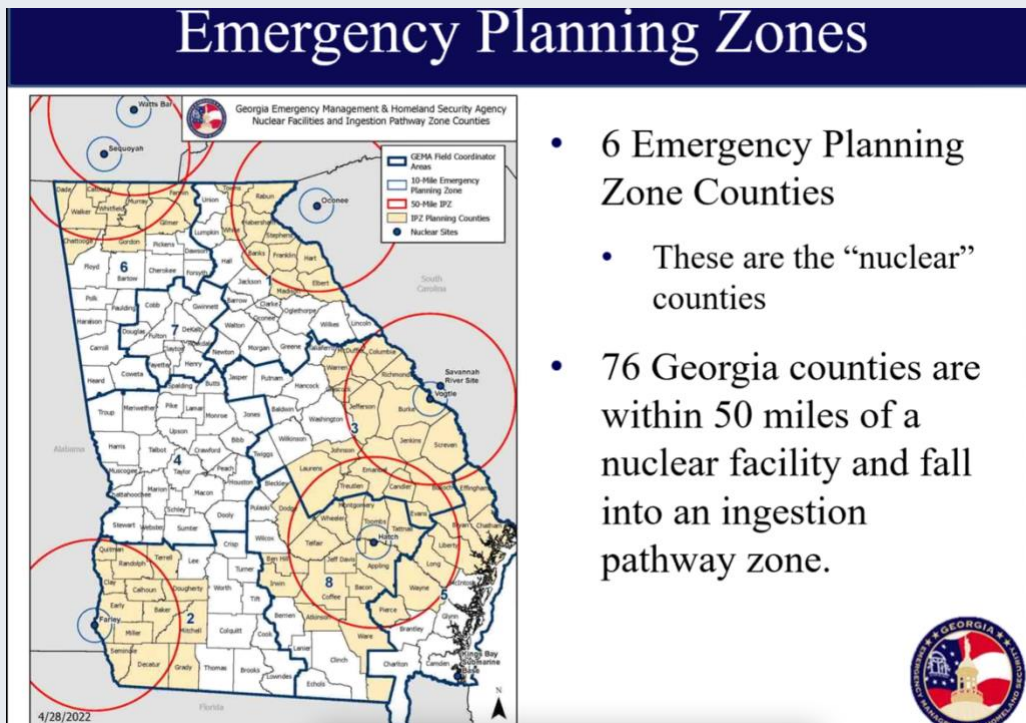 Emergency Planning Zones
Georgia Emergency Management & Homeland Security Agency
Nuclear Facilities and Ingestion Pathway Zone Counties
GEMA Field Coordinator
Areas
10-Mile Emergency
Planning Zone
50-Mile IPZ
IPZ Planning Counties
Nuclear Sites
Watts Bar
Sequoyah
Oconee
South
Carolina
Savannah
River Site
Vogtle
Hatch
Farley
Alabama
Florida
Kings Bay
Submarine
Base
Dade
Catoosa
Fannin
Towns
Rabun
Union
Murray
Walker
Whitfield
Gilmer
White
Habersham
Lumpkin
Stephens
Chattooga
Gordon
Pickens
Dawson
Banks
Franklin
Hart
Hall
Floyd
6
Bartow
Cherokee
Forsyth
1
Jackson
Madison
Elbert
Polk
Paulding
Cobb
Gwinnett
Barrow
Clarke
Oconee
Oglethorpe
Haralson
Douglas
Fulton
DeKalb
7
Walton
Wilkes
Lincoln
Carroll
Clayton
Newton
Morgan
Greene
Columbia
Fayette
Henry
Warren
Richmond
Heard
Coweta
Spalding
Butts
Jasper
Putnam
Hancock
Jefferson
Burke
Troup
Meriwether
Pike
Lamar
Monroe
Jones
Baldwin
Washington
3
Upson
Bibb
Wilkinson
Jenkins
Screven
Harris
Talbot
Crawford
Twiggs
Johnson
4
Taylor
Peach
Houston
Laurens
Emanuel
Muscogee
Marion
Macon
Bleckley
Treutlen
Candler
Effingham
Schley
Dooly
Pulaski
Dodge
Montgomery
Evans
Stewart
Webster
Sumter
Wheeler
Toombs
Tattnall
Bryan
Chatham
Crisp
Wilcox
Telfair
Liberty
Quitman
Randolph
Terrell
Lee
Turner
Ben Hill
Jeff Davis
Appling
Long
Clay
Calhoun
Dougherty
Worth
Irwin
8
Bacon
Wayne
5
Early
Baker
2
Mitchell
Tift
Coffee
Pierce
Glynn
Miller
Colquitt
Cook
Berrien
Atkinson
Ware
Brantley
Seminole
Decatur
Grady
Thomas
Brooks
Lanier
Lowndes
Clinch
Echols
Charlton
Camden
N
4/28/2022
• 6 Emergency Planning
Zone Counties
• These are the “nuclear”
counties
• 76 Georgia counties are
within 50 miles of a
nuclear facility and fall
into an ingestion
pathway zone.
GEORGIA
EMERGENCY MANAGEMENT
HOMELAND SECURITY